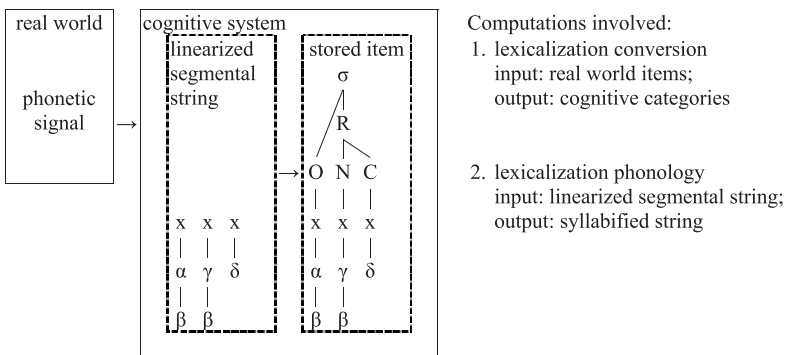 real world
phonetic
signal
→
cognitive system
linearized
segmental
string
x x x
α γ δ
β β
→
stored item
σ
R
O N C
x x x
α γ δ
β β
Computations involved:
1. lexicalization conversion
input: real world items;
output: cognitive categories
2. lexicalization phonology
input: linearized segmental string;
output: syllabified string